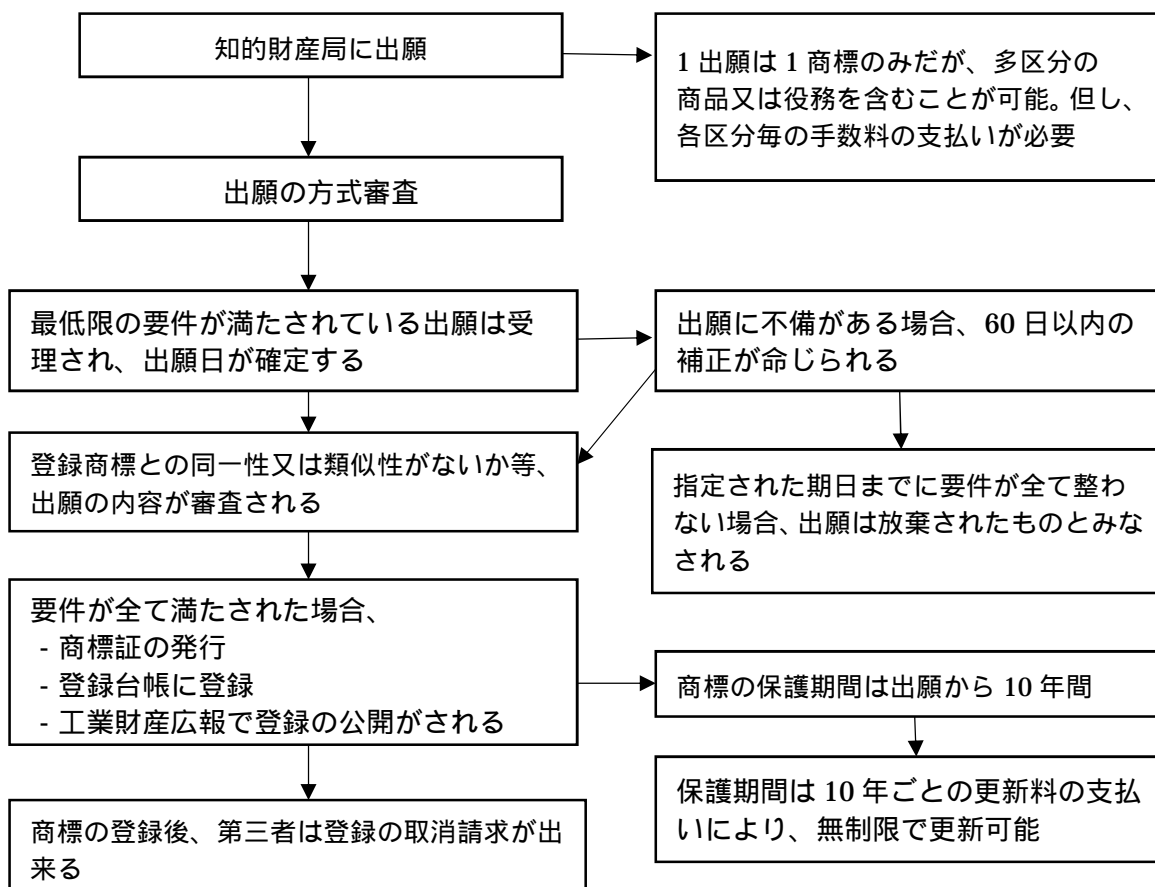 知的財産局に出願
1 出願は 1 商標のみだが、多区分の
商品又は役務を含むことが可能。但し、
各区分毎の手数料の支払いが必要
出願の方式審査
最低限の要件が満たされている出願は受
理され、出願日が確定する
出願に不備がある場合、60 日以内の
補正が命じられる
登録商標との同一性又は類似性がないか等、
出願の内容が審査される
指定された期日までに要件が全て整わ
ない場合、出願は放棄されたものとみな
される
要件が全て満たされた場合、
- 商標証の発行
- 登録台帳に登録
- 工業財産広報で登録の公開がされる
商標の保護期間は出願から 10 年間
保護期間は 10 年ごとの更新料の支払
いにより、無制限で更新可能
商標の登録後、第三者は登録の取消請求が出
来る